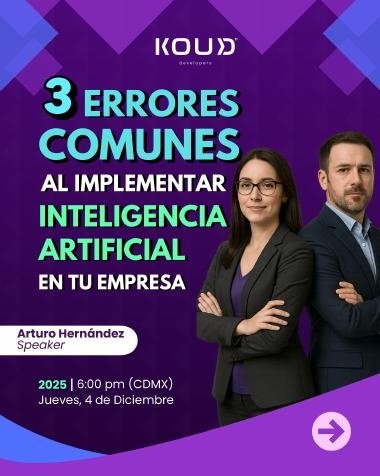 KOUD
developers
3 ERRORES
COMUNES
AL IMPLEMENTAR
INTELIGENCIA
ARTIFICIAL
EN TU EMPRESA
Arturo Hernández
Speaker
2025 | 6:00 pm (CDMX)
Jueves, 4 de Diciembre